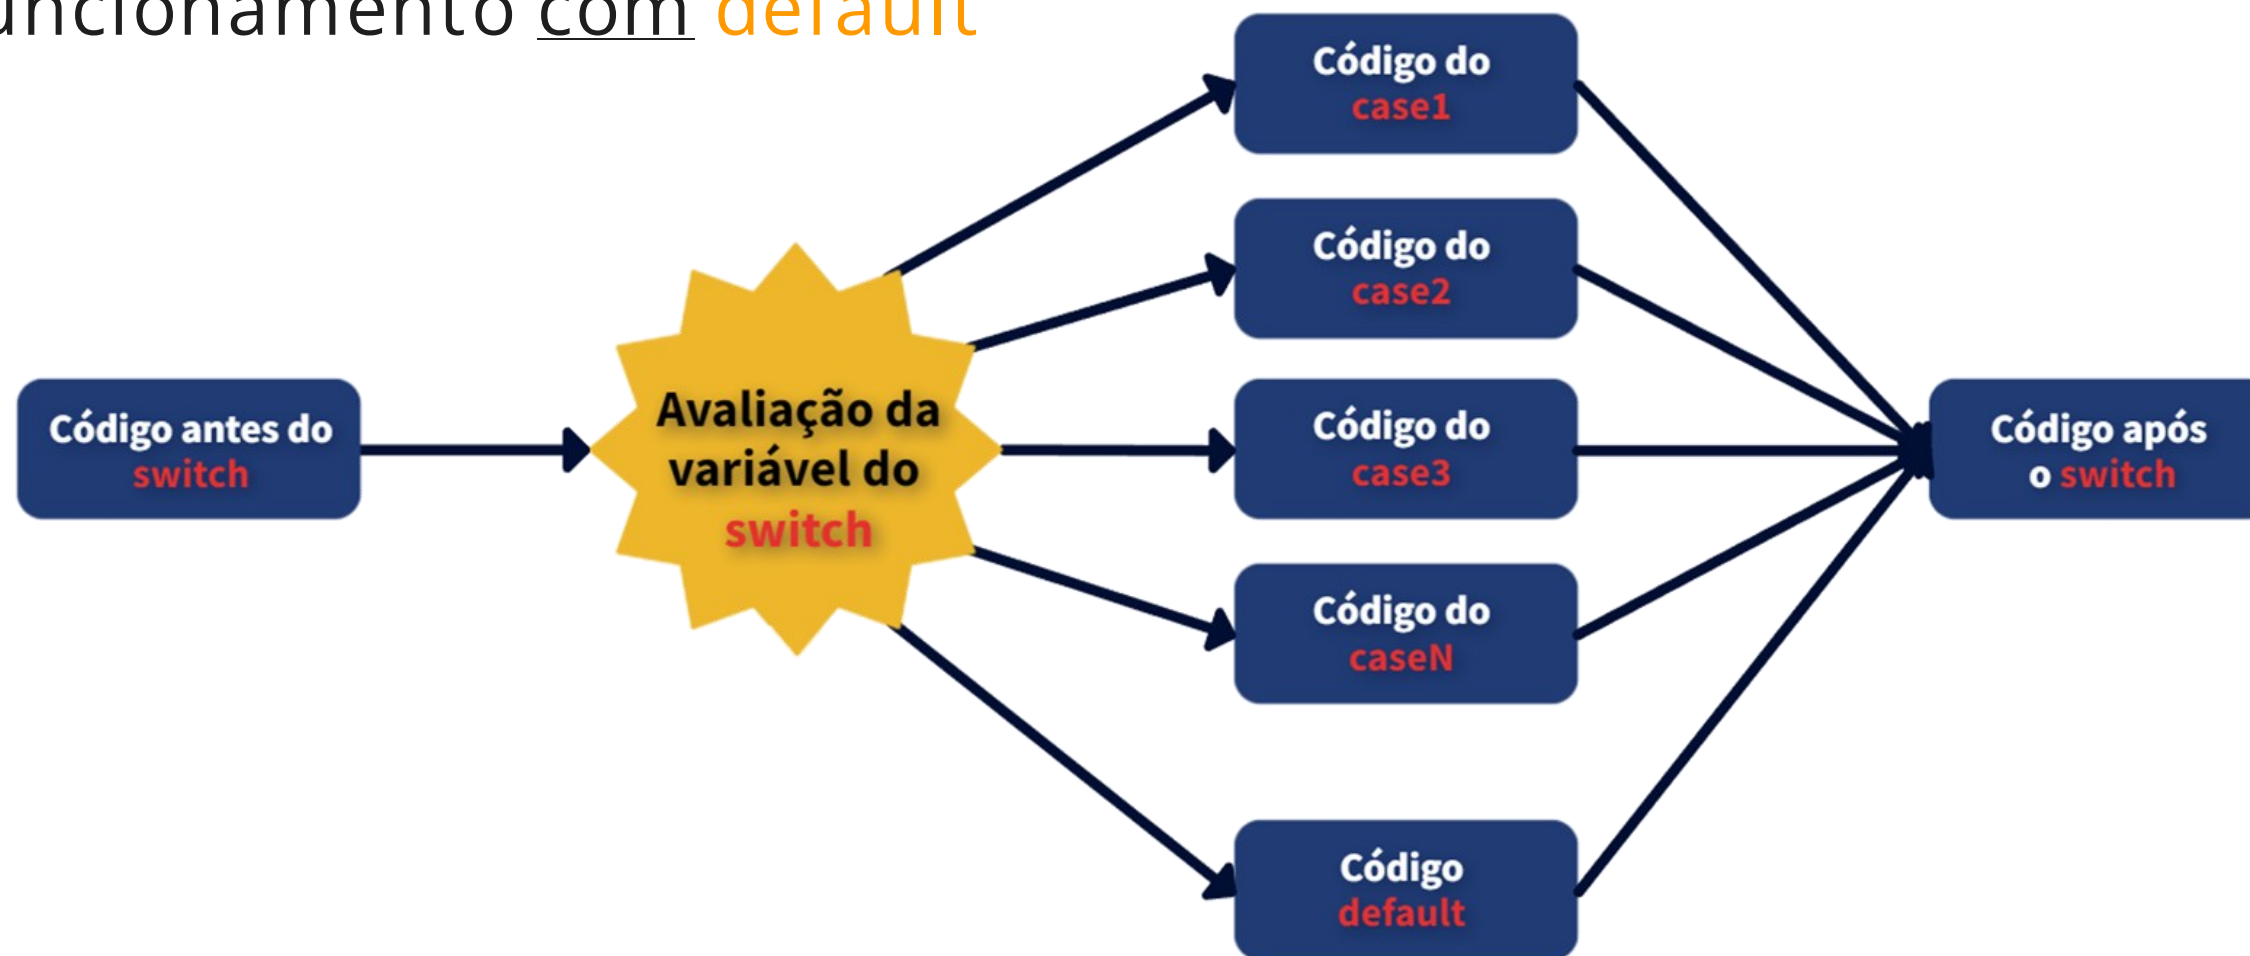 uncionamento com default
Código do
case1
Código do
case2
Código antes do
switch
Avaliação da
variável do
switch
Código do
case3
Código após
o switch
Código do
caseN
Código
default